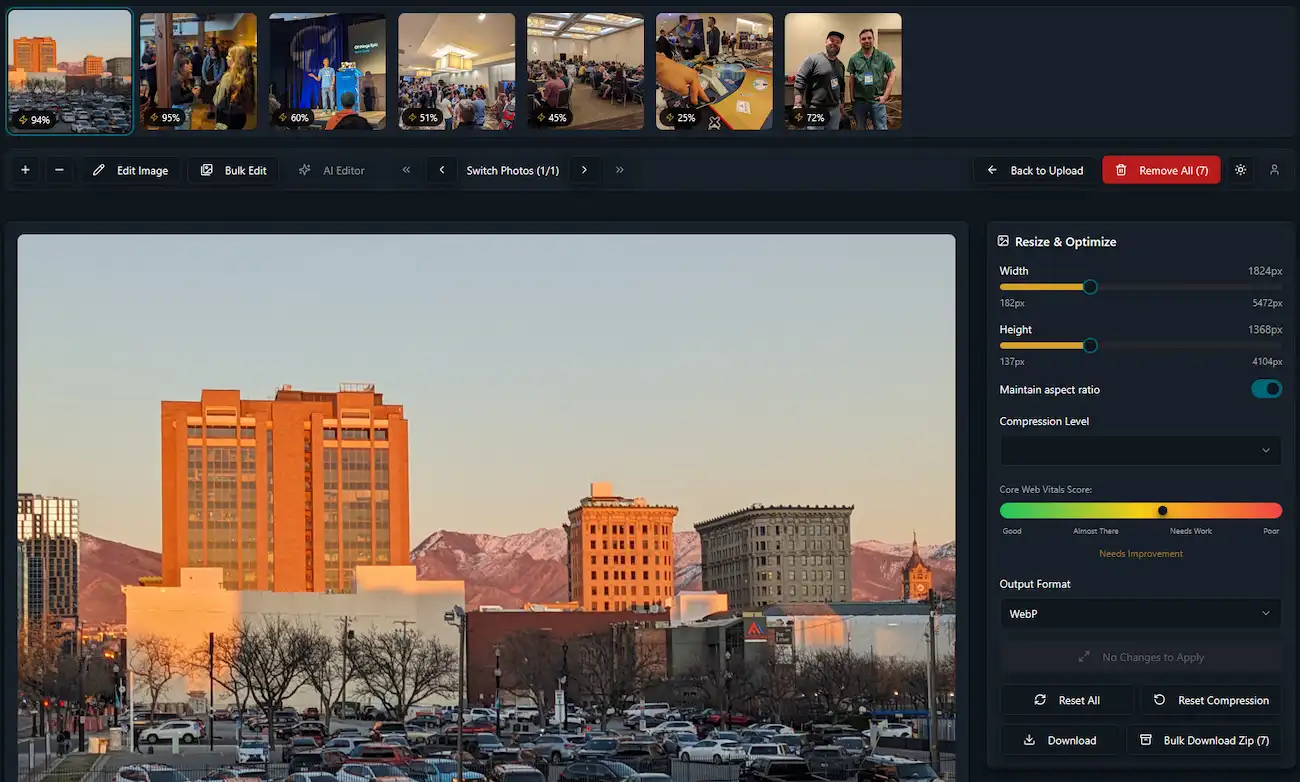 94%
95%
60%
51%
45%
25%
72%
Edit Image
Bulk Edit
AI Editor
Switch Photos (1/1)
Back to Upload
Remove All (7)
Resize & Optimize
Width
1824px
182px
5472px
Height
1368px
137px
4104px
Maintain aspect ratio
Compression Level
Core Web Vitals Score:
Good
Almost There
Needs Work
Poor
Needs Improvement
Output Format
WebP
No Changes to Apply
Reset All
Reset Compression
Download
Bulk Download Zip (7)